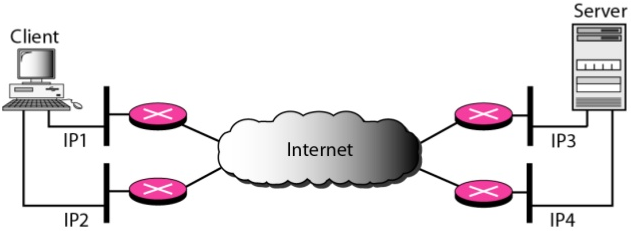 Client
Server
IP1
Internet
IP3
IP2
IP4